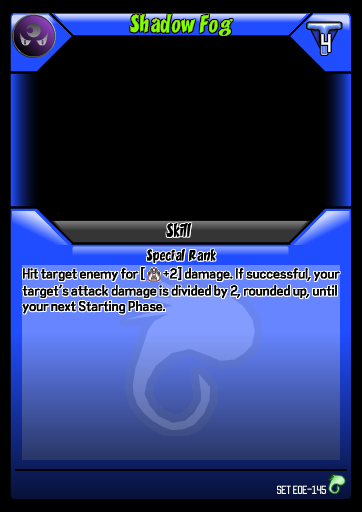 Shadow Fog
4
Skill
Special Rank
Hit target enemy for [ +2] damage. If successful, your
target's attack damage is divided by 2, rounded up, until
your next Starting Phase.
SET EOE-145